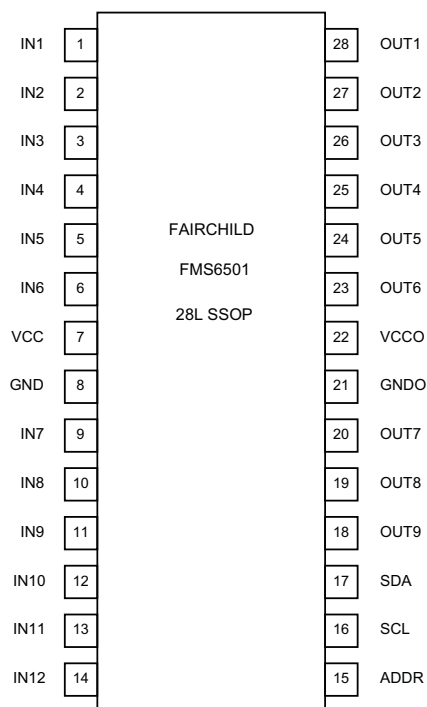 IN1 1 28 OUT1
IN2 2 27 OUT2
IN3 3 26 OUT3
IN4 4 25 OUT4
IN5 5 FAIRCHILD 24 OUT5
FMS6501
IN6 6 23 OUT6
28L SSOP
VCC 7 22 VCCO
GND 8 21 GNDO
IN7 9 20 OUT7
IN8 10 19 OUT8
IN9 11 18 OUT9
IN10 12 17 SDA
IN11 13 16 SCL
IN12 14 15 ADDR